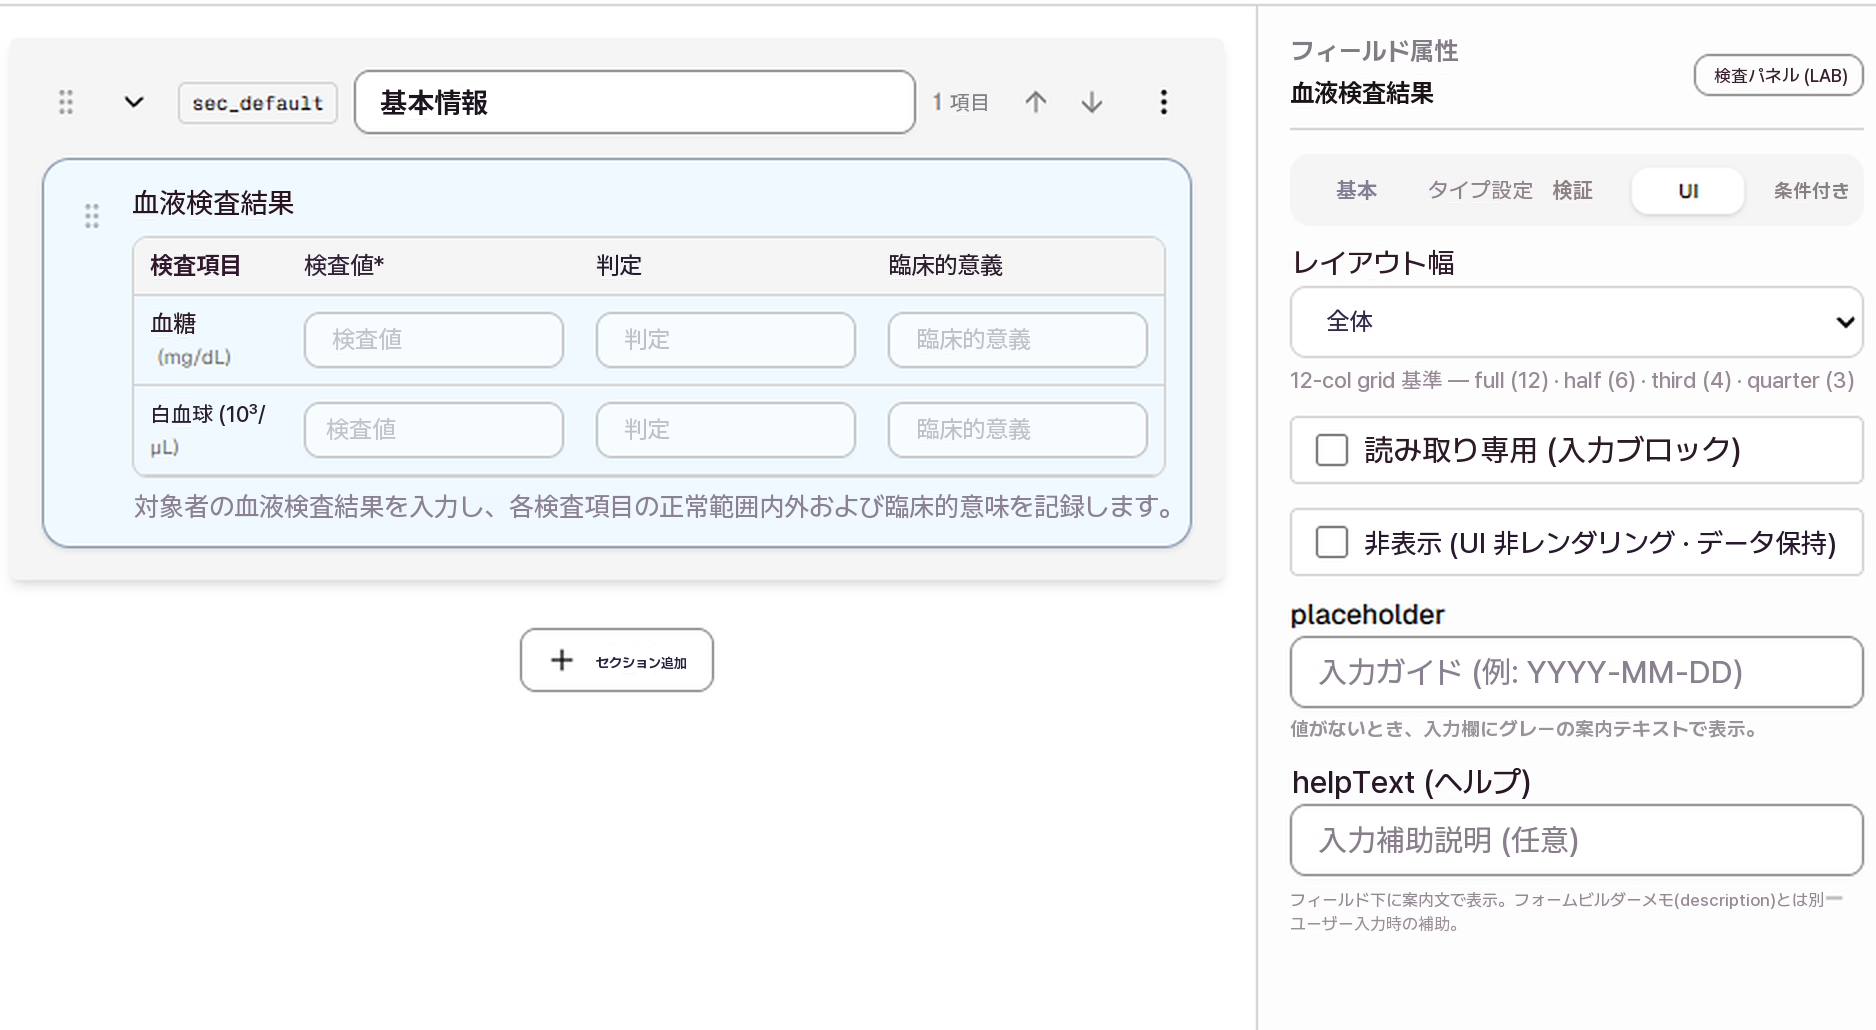 sec_default 基本情報 1 項目
血液検査結果
検査項目 検査値* 判定 臨床的意義
血糖 検査値 判定 臨床的意義
(mg/dL)
白血球 (10³/ 検査値 判定 臨床的意義
μL)
対象者の血液検査結果を入力し、各検査項目の正常範囲内外および臨床的意味を記録します。
セクション追加
フィールド属性
血液検査結果
検査パネル (LAB)
基本 タイプ設定 検証 UI 条件付き
レイアウト幅
全体
12-col grid 基準 — full (12) · half (6) · third (4) · quarter (3)
読み取り専用 (入力ブロック)
非表示 (UI 非レンダリング · データ保持)
placeholder
入力ガイド (例: YYYY-MM-DD)
値がないとき、入力欄にグレーの案内テキストで表示。
helpText (ヘルプ)
入力補助説明 (任意)
フィールド下に案内文で表示。フォームビルダーメモ(description)とは別—
ユーザー入力時の補助。